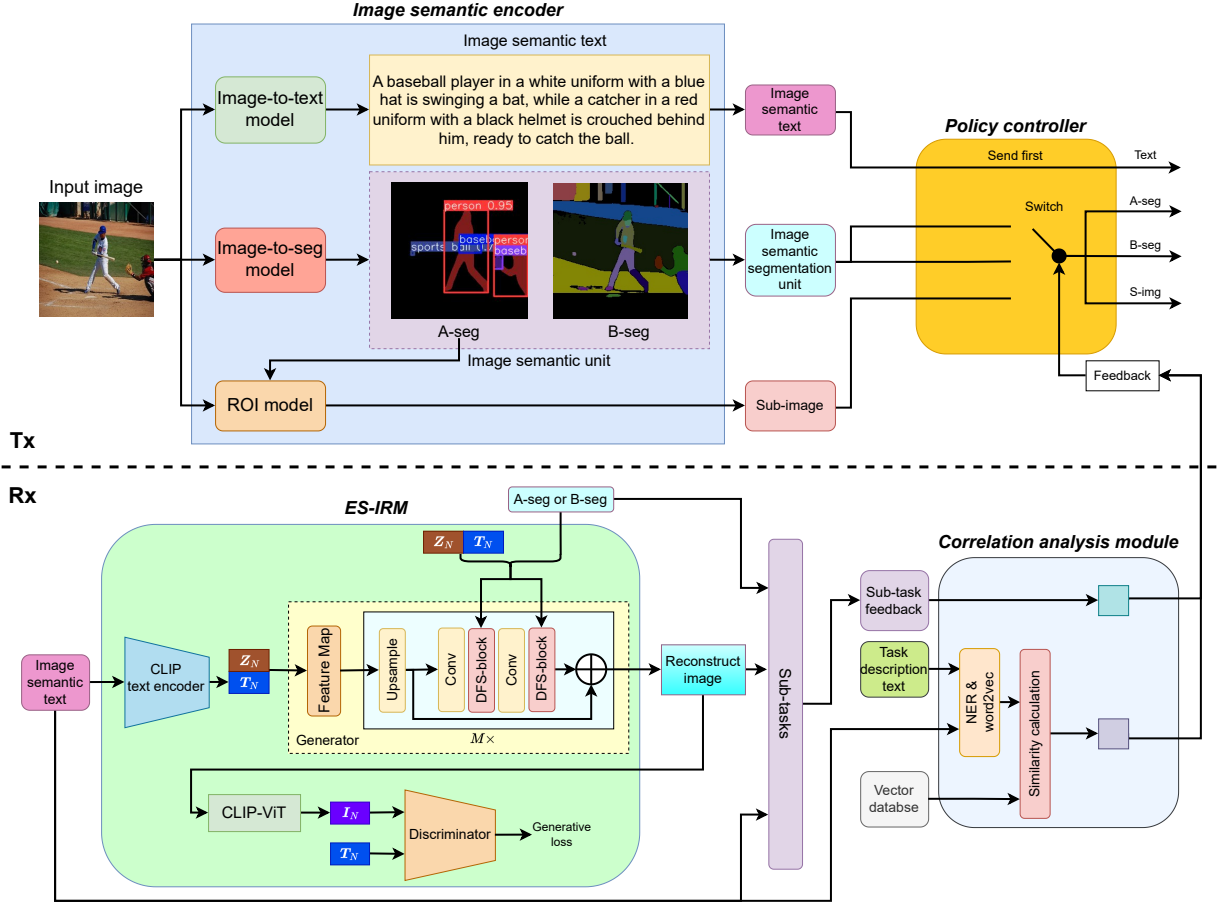 Image semantic encoder
Image semantic text
A baseball player in a white uniform with a blue
hat is swinging a bat, while a catcher in a red
uniform with a black helmet is crouched behind
him, ready to catch the ball.
Image-to-text
model
Image
semantic
text
Policy controller
Send first
Text
Input image
Image-to-seg
model
person 0.95
sports ball
baseb
person
baseb
A-seg
B-seg
Image semantic unit
Image
semantic
segmentation
unit
Switch
A-seg
B-seg
S-img
ROI model
Sub-image
Feedback
Tx
Rx
ES-IRM
A-seg or B-seg
Z_N
T_N
Correlation analysis module
Image
semantic
text
CLIP
text encoder
Z_N
T_N
Feature Map
Upsample
Conv
DFS-block
Conv
DFS-block
Generator
M×
Reconstruct
image
Sub-tasks
Sub-task
feedback
Task
description
text
NER &
word2vec
Similarity calculation
Vector
databse
CLIP-ViT
I_N
T_N
Discriminator
Generative
loss